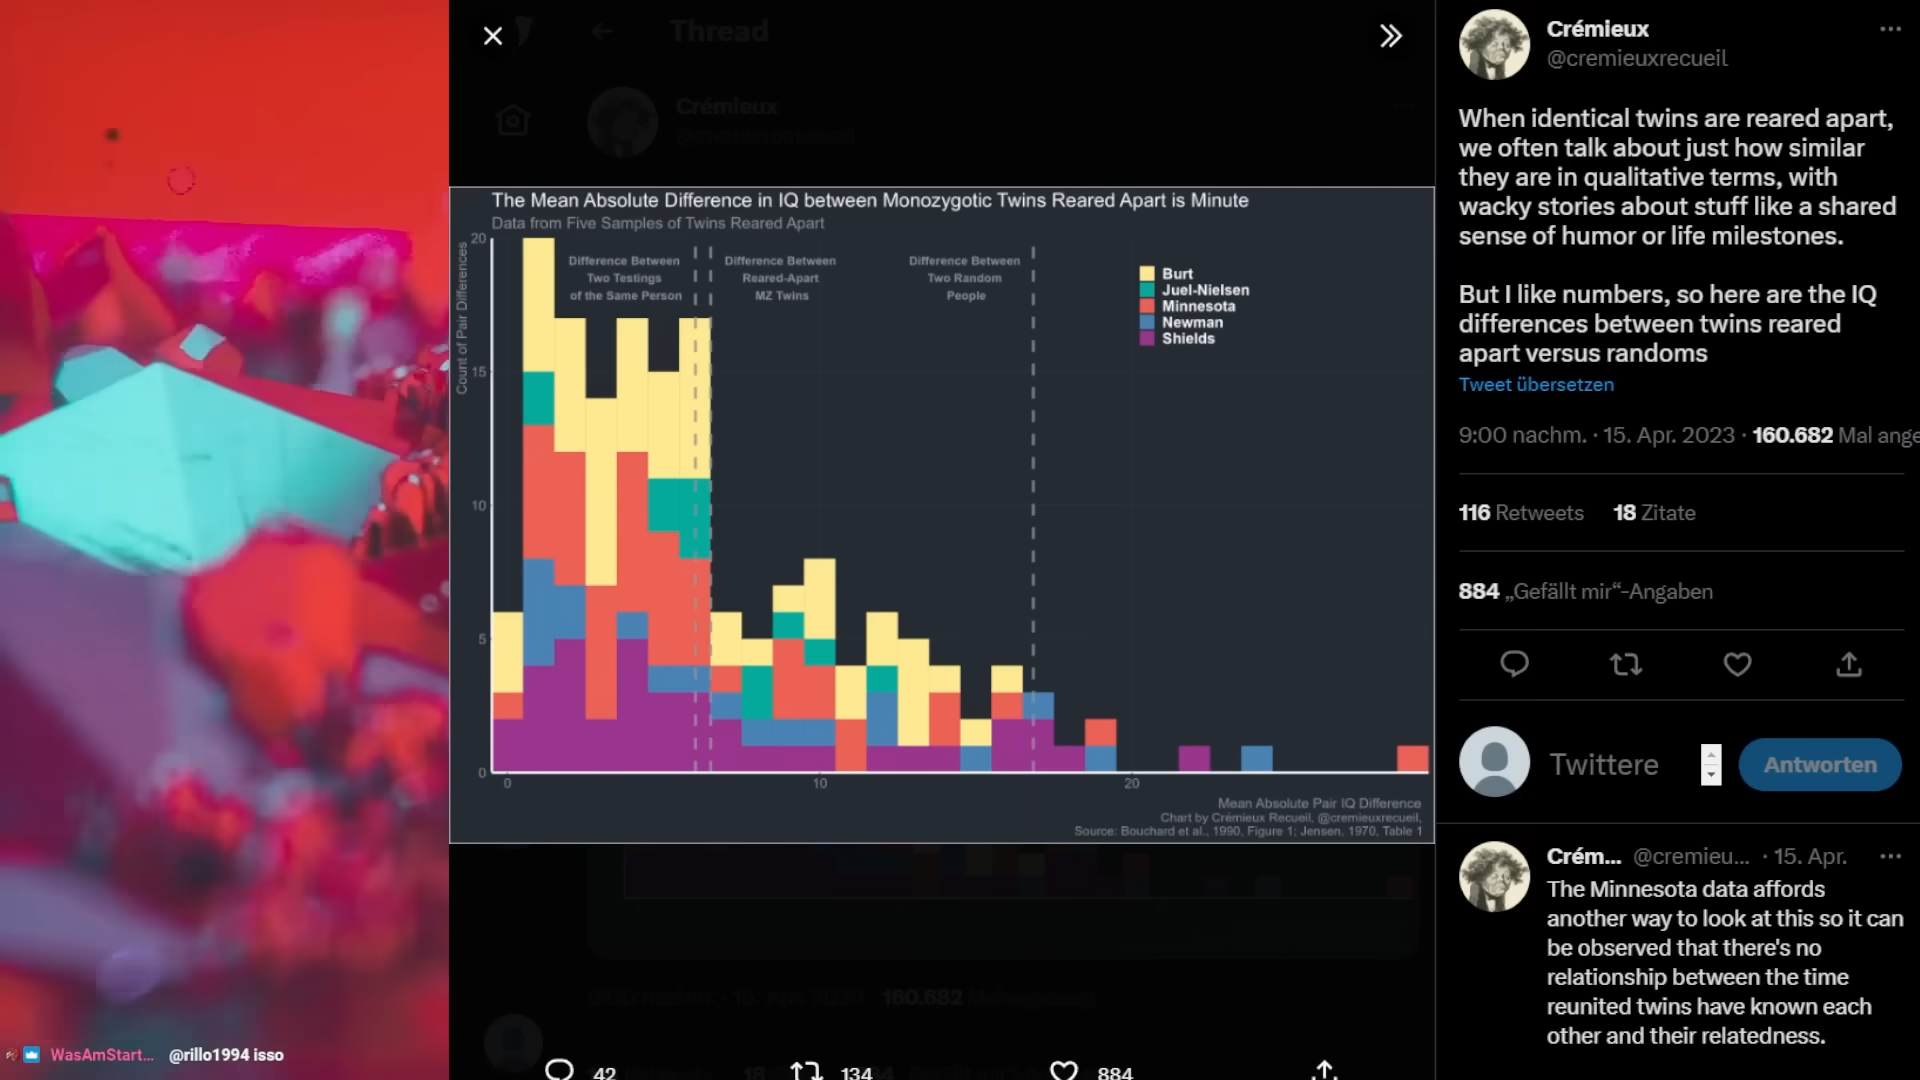 Thread
Crémieux
The Mean Absolute Difference in IQ between Monozygotic Twins Reared Apart is Minute
Data from Five Samples of Twins Reared Apart
Count of Pair Differences
20
15
10
5
0
Difference Between
Two Testings
of the Same Person
Difference Between
Reared-Apart
MZ Twins
Difference Between
Two Random
People
Burt
Juel-Nielsen
Minnesota
Newman
Shields
0
10
20
Mean Absolute Pair IQ Difference
Chart by Crémieux Recueil, @cremieuxrecueil,
Source: Bouchard et al., 1990, Figure 1; Jensen, 1970, Table 1
160.682
42
134
884
WasAmStart...
@rillo1994 isso
Crémieux
@cremieuxrecueil
When identical twins are reared apart,
we often talk about just how similar
they are in qualitative terms, with
wacky stories about stuff like a shared
sense of humor or life milestones.
But I like numbers, so here are the IQ
differences between twins reared
apart versus randoms
Tweet übersetzen
9:00 nachm. · 15. Apr. 2023 · 160.682 Mal ange
116 Retweets 18 Zitate
884 „Gefällt mir“-Angaben
Twittere
Antworten
Crém... @cremieu... · 15. Apr.
The Minnesota data affords
another way to look at this so it can
be observed that there's no
relationship between the time
reunited twins have known each
other and their relatedness.